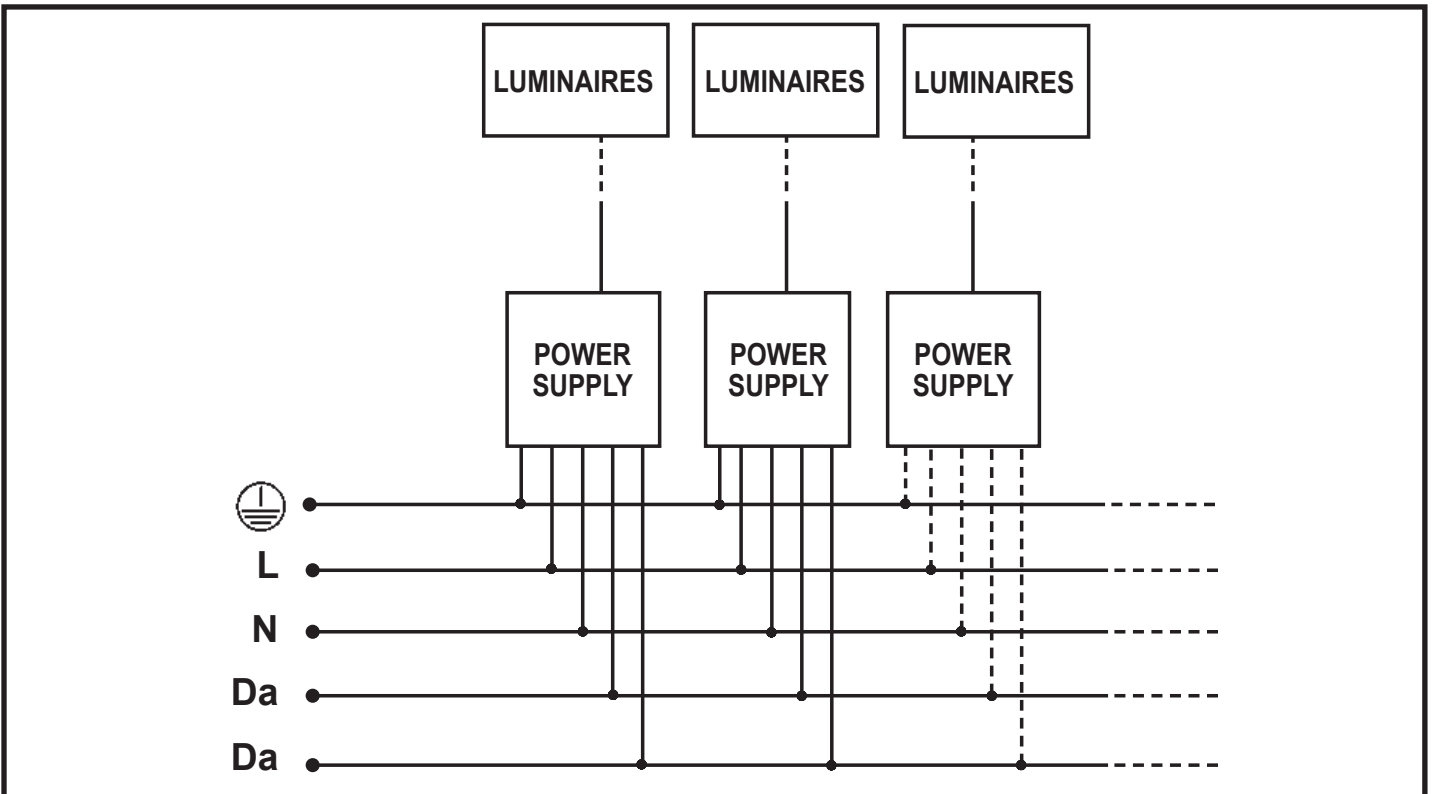 LUMINAIRES LUMINAIRES LUMINAIRES
POWER SUPPLY
POWER SUPPLY
POWER SUPPLY
L
N
Da
Da